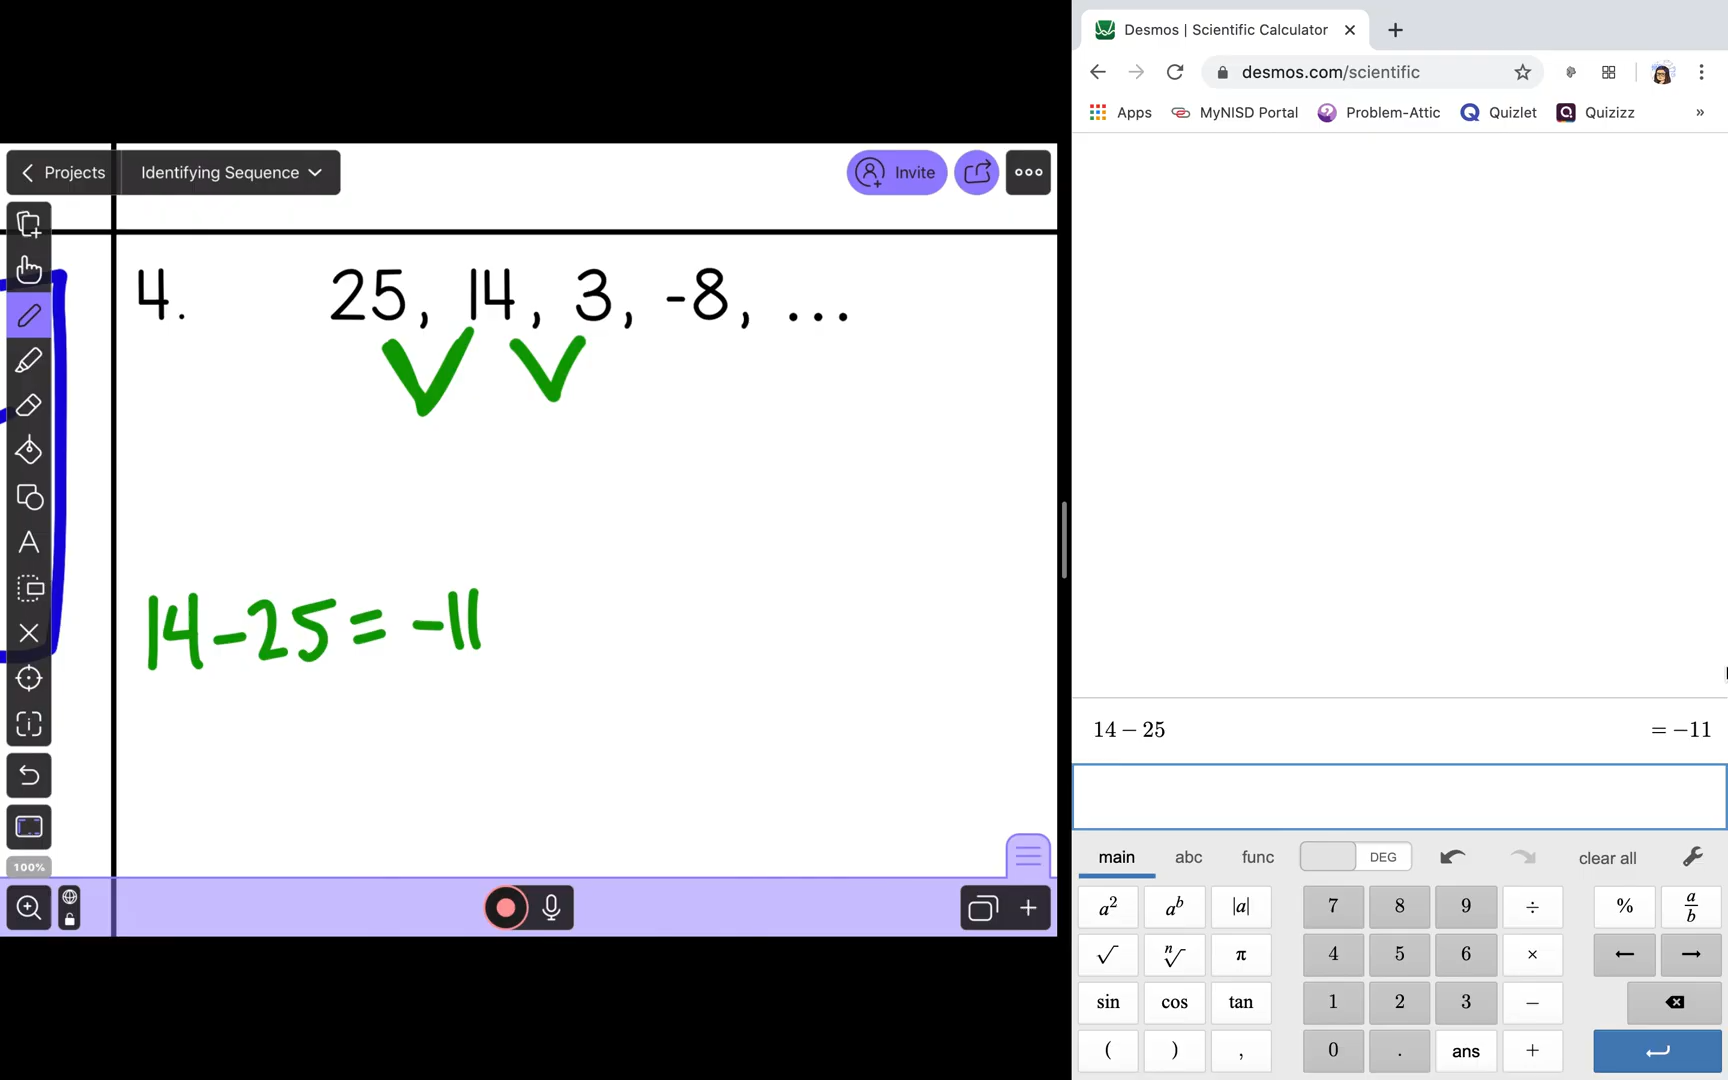 Desmos | Scientific Calculator
desmos.com/scientific
Apps MyNISD Portal Problem-Attic Quizlet Quizizz »
Projects Identifying Sequence Invite
4. 25, 14, 3, -8, ...
14-25 = -11
14 − 25 = −11
100%
main abc func DEG clear all
a² aᵇ |a| 7 8 9 ÷ % a/b
√ ⁿ√ π 4 5 6 × ← →
sin cos tan 1 2 3 −
( ) , 0 . ans +